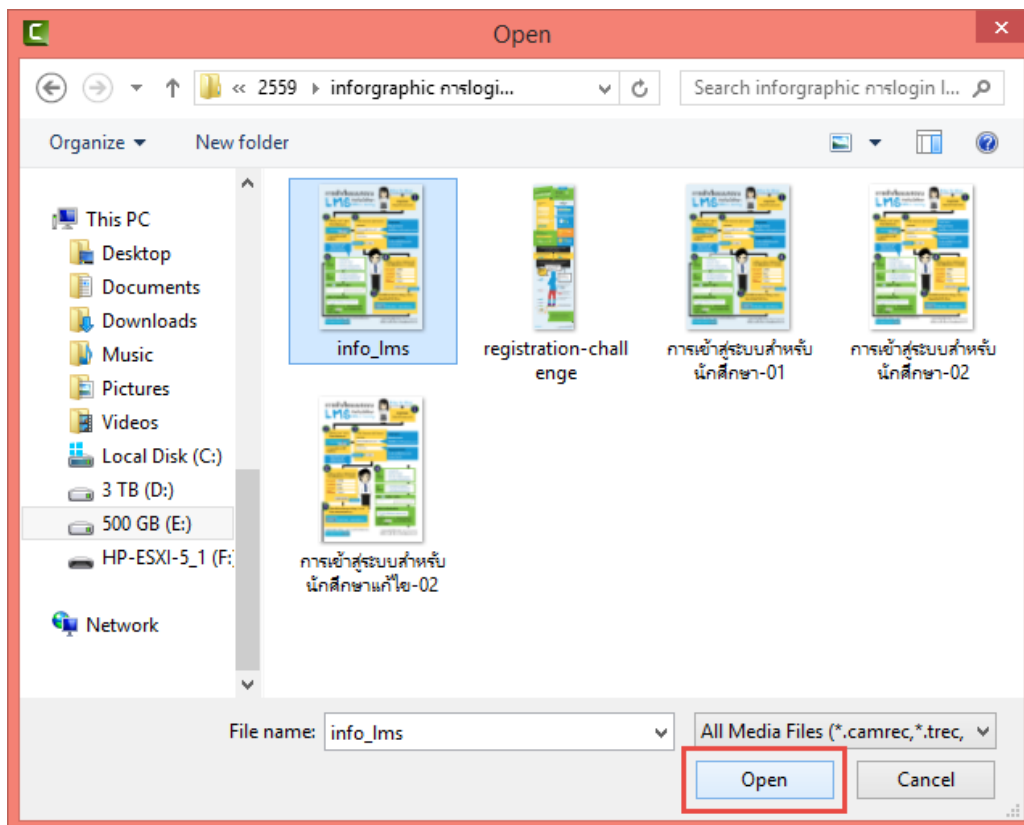 Open
« 2559 inforgraphic การlogi...
Search inforgraphic การlogin l...
Organize
New folder
This PC
Desktop
Documents
Downloads
Music
Pictures
Videos
Local Disk (C:)
3 TB (D:)
500 GB (E:)
HP-ESXI-5_1 (F:
Network
LMS
info_lms
registration-chall
enge
LMS
การเข้าสู่ระบบสำหรับ
นักศึกษา-01
LMS
การเข้าสู่ระบบสำหรับ
นักศึกษา-02
LMS
การเข้าสู่ระบบสำหรับ
นักศึกษาแก้ไข-02
File name:
info_lms
All Media Files (*.camrec,*.trec,
Open
Cancel